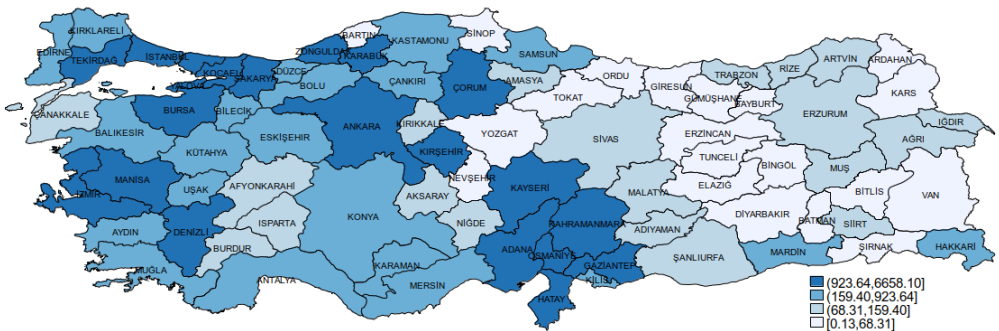 KIRKLARELİ
EDİRNE
TEKİRDAĞ
İSTANBUL
KOCAELİ
YALOVA
SAKARYA
DÜZCE
ZONGULDAK
BARTIN
KARABÜK
KASTAMONU
SİNOP
SAMSUN
BOLU
ÇANKIRI
ÇORUM
AMASYA
ORDU
TOKAT
GİRESUN
GÜMÜŞHANE
TRABZON
BAYBURT
RİZE
ARTVİN
ARDAHAN
KARS
ÇANAKKALE
BURSA
BİLECİK
BALIKESİR
ESKİŞEHİR
KÜTAHYA
ANKARA
KIRIKKALE
YOZGAT
SİVAS
ERZİNCAN
ERZURUM
IĞDIR
AĞRI
KIRŞEHİR
MANİSA
UŞAK
AFYONKARAHİ
İZMİR
NEVŞEHİR
KAYSERİ
AKSARAY
TUNCELİ
BİNGÖL
ELAZIĞ
MUŞ
BİTLİS
VAN
MALATYA
DİYARBAKIR
BATMAN
SİİRT
AYDIN
DENİZLİ
ISPARTA
BURDUR
KONYA
NİĞDE
KAHRAMANMARA
ADIYAMAN
MUĞLA
ANTALYA
KARAMAN
MERSİN
ADANA
OSMANİYE
GAZİANTEP
KİLİS
HATAY
ŞANLIURFA
MARDİN
ŞIRNAK
HAKKARİ
(923.64,6658.10]
(159.40,923.64]
(68.31,159.40]
[0.13,68.31]